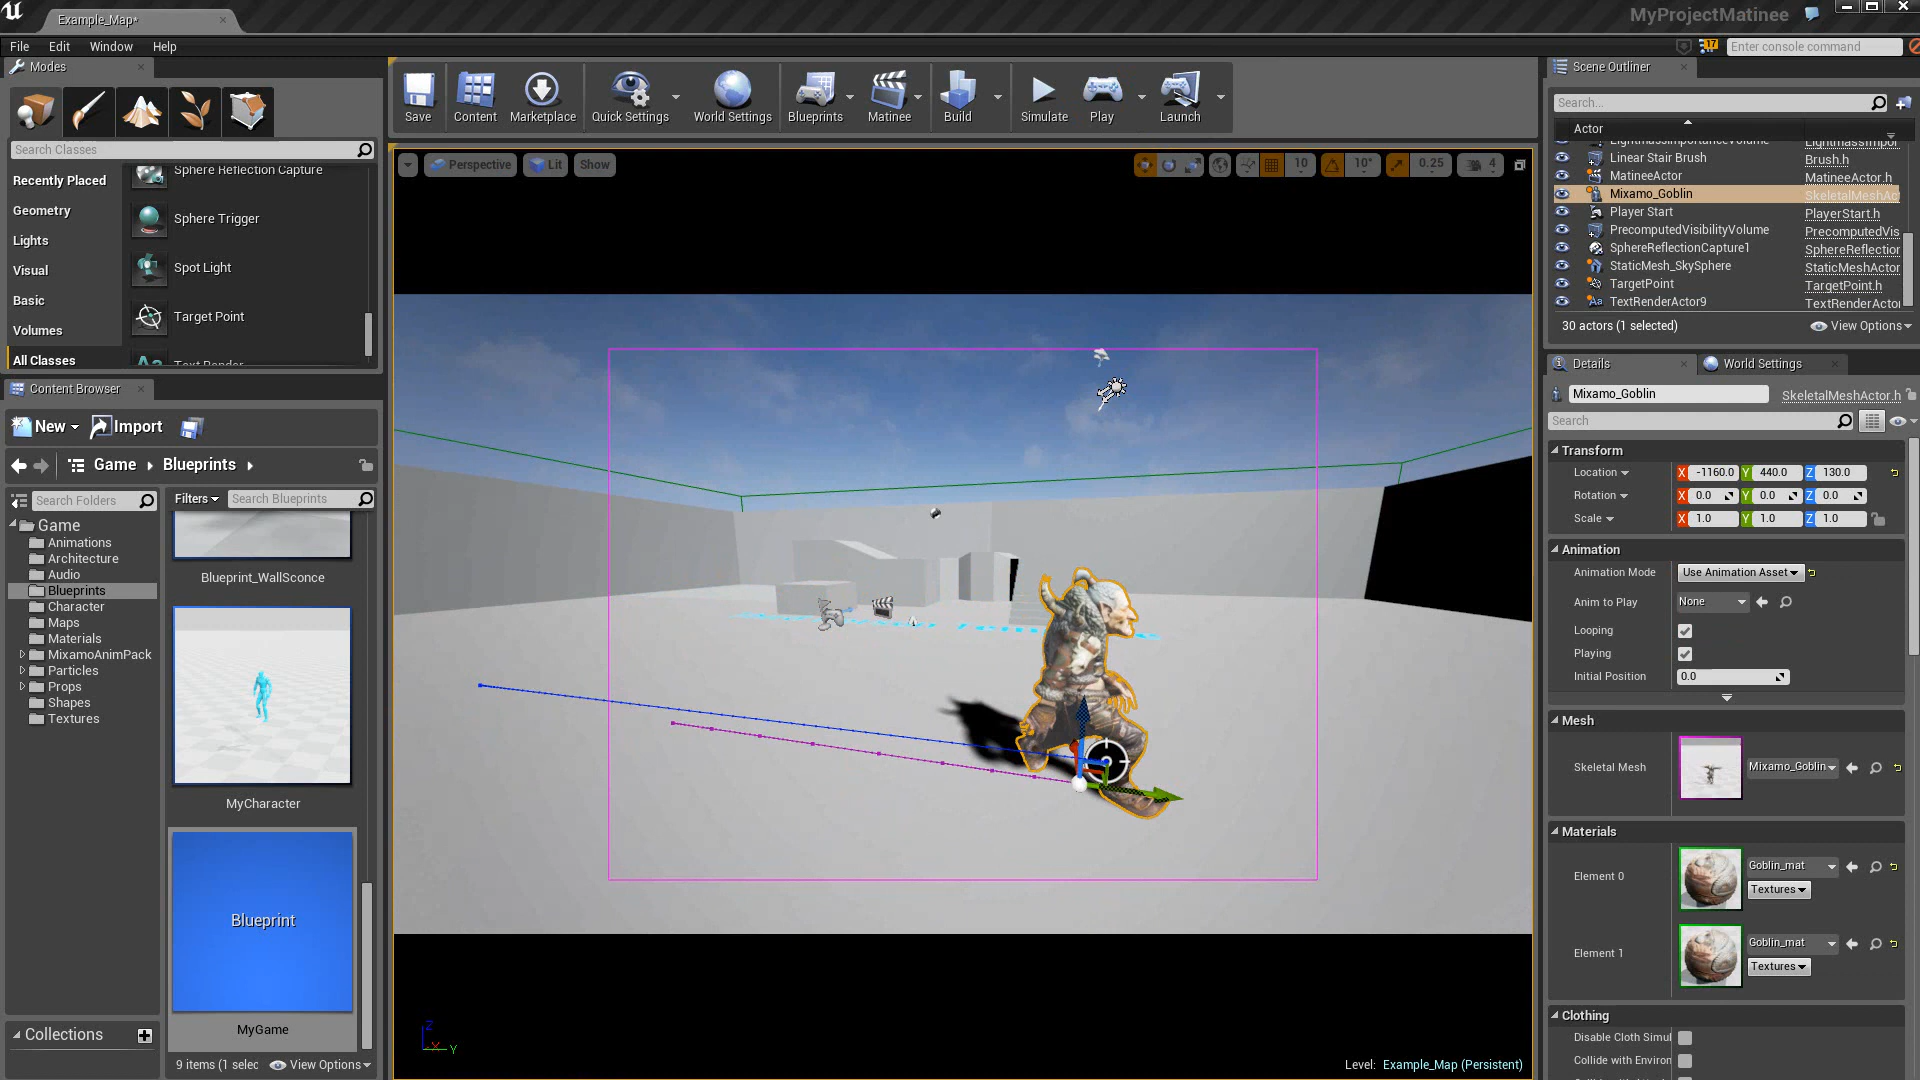 Example_Map*
MyProjectMatinee
File Edit Window Help
17
Enter console command
Modes
Search Classes
Recently Placed
Geometry
Lights
Visual
Basic
Volumes
All Classes
Sphere Reflection Capture
Sphere Trigger
Spot Light
Target Point
Text Render
Save
Content
Marketplace
Quick Settings
World Settings
Blueprints
Matinee
Build
Simulate
Play
Launch
Perspective
Lit
Show
10
10°
0.25
4
Content Browser
New
Import
Game
Blueprints
Search Folders
Filters
Search Blueprints
Game
Animations
Architecture
Audio
Blueprints
Character
Maps
Materials
MixamoAnimPack
Particles
Props
Shapes
Textures
Blueprint_WallSconce
MyCharacter
Blueprint
MyGame
Collections
9 items (1 selec
View Options
Z
X
Y
Level: Example_Map (Persistent)
Scene Outliner
Search...
Actor
LightmassImportanceVolume LightmassImpor
Linear Stair Brush Brush.h
MatineeActor MatineeActor.h
Mixamo_Goblin SkeletalMeshAc
Player Start PlayerStart.h
PrecomputedVisibilityVolume PrecomputedVis
SphereReflectionCapture1 SphereReflection
StaticMesh_SkySphere StaticMeshActor
TargetPoint TargetPoint.h
TextRenderActor9 TextRenderActo
30 actors (1 selected)
View Options
Details
World Settings
Mixamo_Goblin
SkeletalMeshActor.h
Search
Transform
Location X -1160.0 Y 440.0 Z 130.0
Rotation X 0.0 Y 0.0 Z 0.0
Scale X 1.0 Y 1.0 Z 1.0
Animation
Animation Mode Use Animation Asset
Anim to Play None
Looping
Playing
Initial Position 0.0
Mesh
Skeletal Mesh Mixamo_Goblin
Materials
Element 0 Goblin_mat
Textures
Element 1 Goblin_mat
Textures
Clothing
Disable Cloth Simul
Collide with Environ